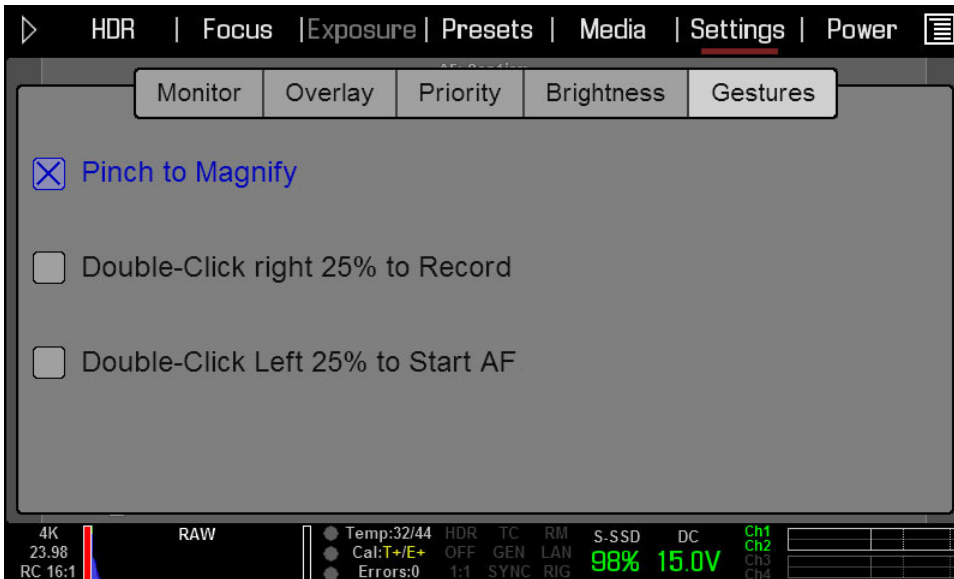 HDR | Focus | Exposure | Presets | Media | Settings | Power
Monitor Overlay Priority Brightness Gestures
Pinch to Magnify
Double-Click right 25% to Record
Double-Click Left 25% to Start AF
4K RAW Temp:32/44 HDR TC RM S-SSD DC Ch1
23.98 Cal:T+/E+ OFF GEN LAN 98% 15.0V Ch2
RC 16:1 Errors:0 1:1 SYNC RIG Ch3
Ch4